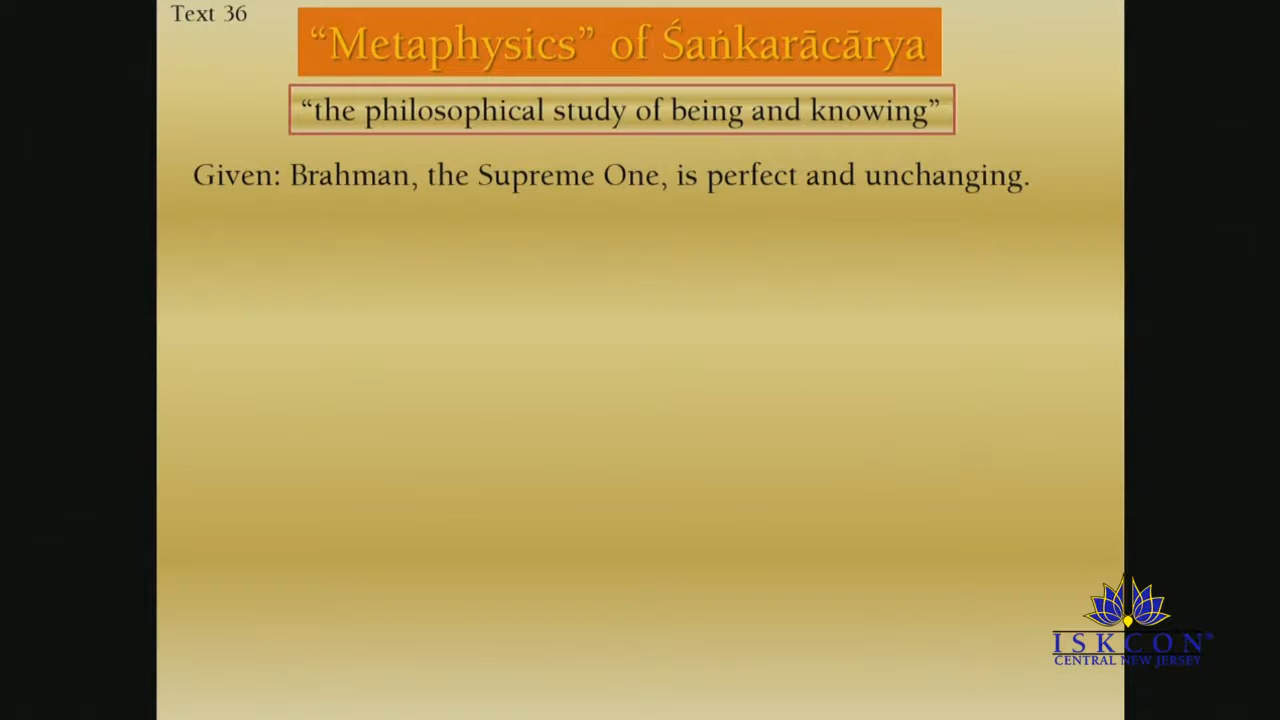 Text 36
“Metaphysics” of Śaṅkarācārya
“the philosophical study of being and knowing”
Given: Brahman, the Supreme One, is perfect and unchanging.
ISKCON®
CENTRAL NEW JERSEY